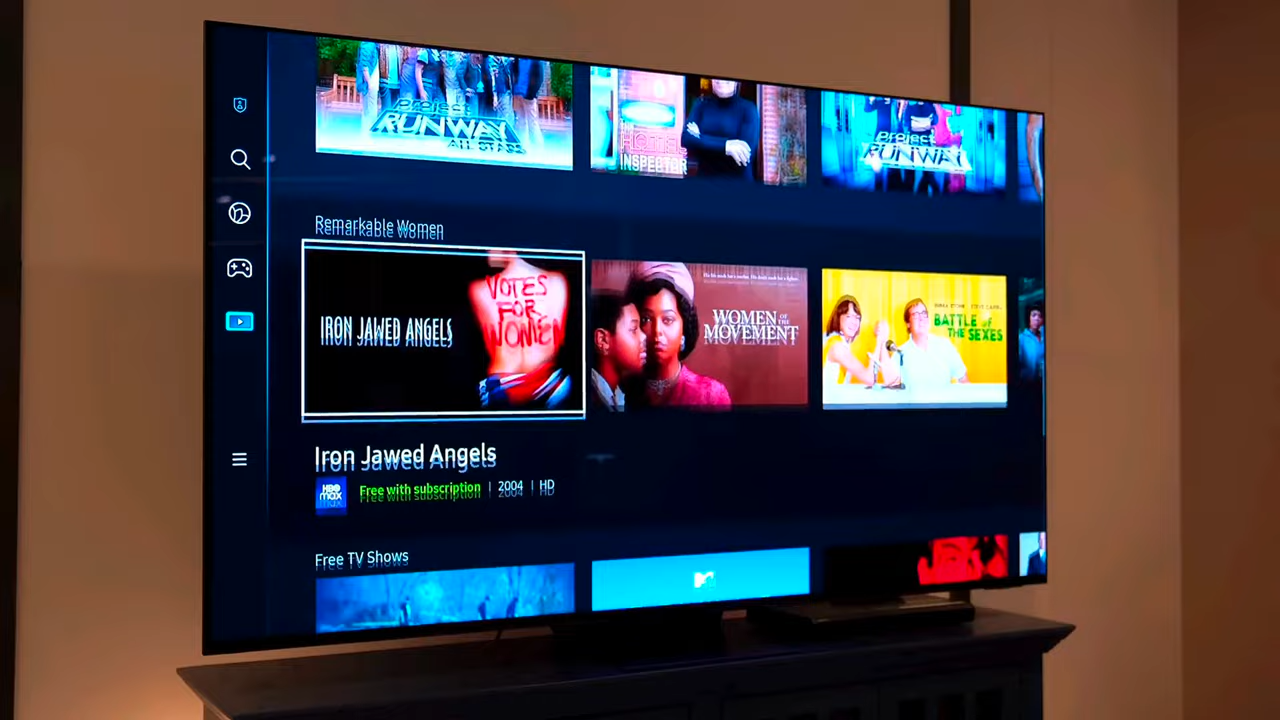 Project
RUNWAY
ALL STARS
THE
HOTEL
INSPECTOR
Project
RUNWAY
Remarkable Women
IRON JAWED ANGELS
VOTES
FOR
WOMEN
WOMEN OF THE
MOVEMENT
BATTLE OF
THE SEXES
Iron Jawed Angels
HBO
max
Free with subscription | 2004 | HD
Free TV Shows